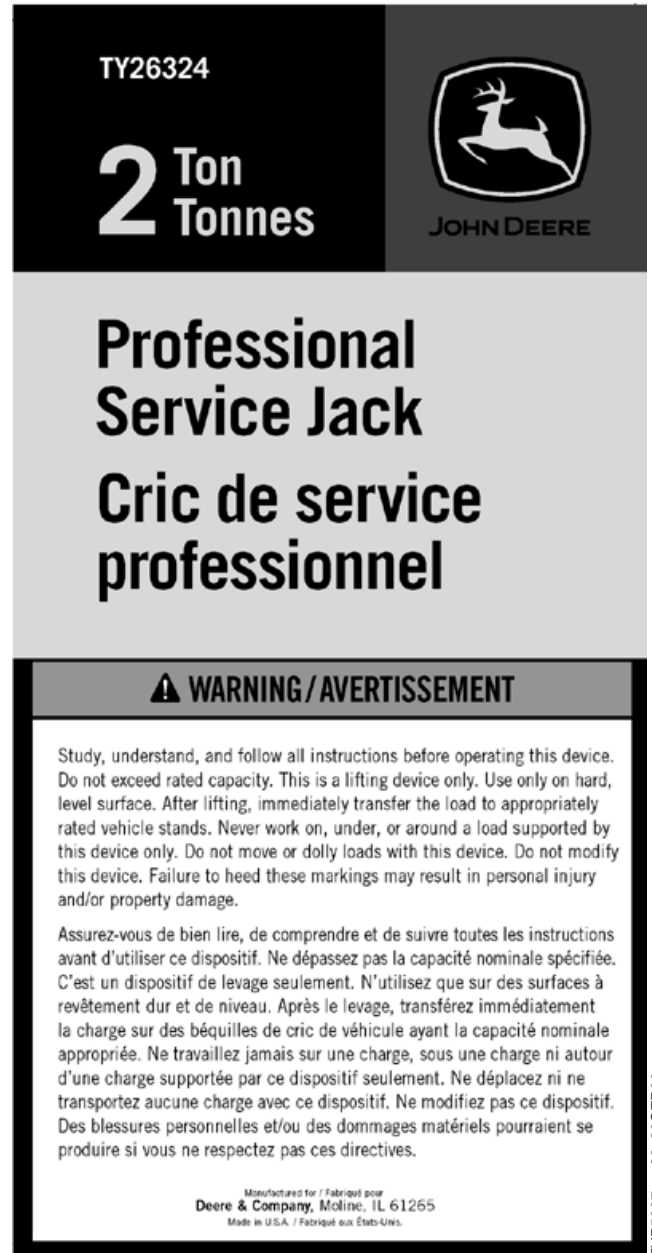 TY26324
2 Ton
Tonnes
JOHN DEERE
Professional
Service Jack
Cric de service
professionnel
WARNING/AVERTISSEMENT
Study, understand, and follow all instructions before operating this device.
Do not exceed rated capacity. This is a lifting device only. Use only on hard,
level surface. After lifting, immediately transfer the load to appropriately
rated vehicle stands. Never work on, under, or around a load supported by
this device only. Do not move or dolly loads with this device. Do not modify
this device. Failure to heed these markings may result in personal injury
and/or property damage.
Assurez-vous de bien lire, de comprendre et de suivre toutes les instructions
avant d'utiliser ce dispositif. Ne dépassez pas la capacité nominale spécifiée.
C'est un dispositif de levage seulement. N'utilisez que sur des surfaces à
revêtement dur et de niveau. Après le levage, transférez immédiatement
la charge sur des béquilles de cric de véhicule ayant la capacité nominale
appropriée. Ne travaillez jamais sur une charge, sous une charge ni autour
d'une charge supportée par ce dispositif seulement. Ne déplacez ni ne
transportez aucune charge avec ce dispositif. Ne modifiez pas ce dispositif.
Des blessures personnelles et/ou des dommages matériels pourraient se
produire si vous ne respectez pas ces directives.
Manufactured for / Fabriqué pour
Deere & Company, Moline, IL 61265
Made in U.S.A. / Fabriqué aux États-Unis.